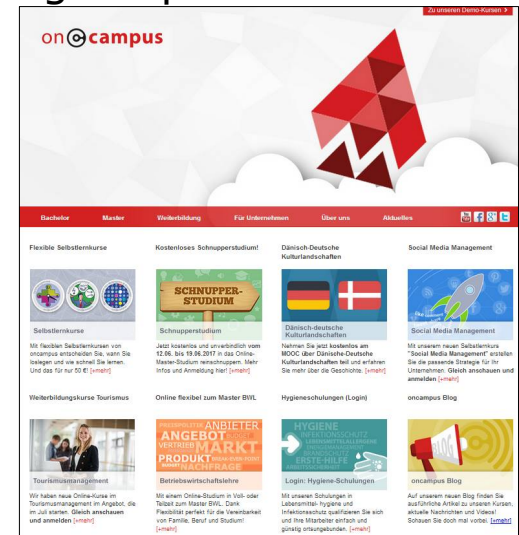 Zu unseren Demo-Kursen >
on campus
Bachelor Master Weiterbildung Für Unternehmen Über uns Aktuelles
Flexible Selbstlernkurse
Selbstlernkurse
Mit flexiblen Selbstlernkursen von
oncampus entscheiden Sie, wann Sie
loslegen und wie schnell Sie lernen.
Und das für nur 50 €! [+mehr]
Kostenloses Schnupperstudium!
SCHNUPPER-
STUDIUM
Schnupperstudium
Jetzt kostenlos und unverbindlich vom
12.06. bis 19.06.2017 in das Online-
Master-Studium reinschnuppern. Mehr
Infos und Anmeldung hier! [+mehr]
Dänisch-Deutsche
Kulturlandschaften
Dänisch-deutsche
Kulturlandschaften
Nehmen Sie jetzt kostenlos am
MOOC über Dänische-Deutsche
Kulturlandschaften teil und erfahren
Sie mehr über die Geschichte. [+mehr]
Social Media Management
Social Media Management
Mit unserem neuen Selbstlernkurs
"Social Media Management" erstellen
Sie die passende Strategie für Ihr
Unternehmen. Gleich anschauen und
anmelden [+mehr]
Weiterbildungskurse Tourismus
Tourismusmanagement
Wir haben neue Online-Kurse im
Tourismusmanagement im Angebot, die
im Juli starten. Gleich anschauen
und anmelden [+mehr]
Online flexibel zum Master BWL
ANBIETER
ANGEBOT
VERTRIEB MARKT
PRODUKT
NACHFRAGE
Betriebswirtschaftslehre
Mit einem Online-Studium in Voll- oder
Teilzeit zum Master BWL. Dank
Flexibilität perfekt für die Vereinbarkeit
von Familie, Beruf und Studium!
[+mehr]
Hygieneschulungen (Login)
HYGIENE
INFEKTIONSSCHUTZ
LEBENSMITTELALLERGENE
ERSTE-HILFE
Login: Hygiene-Schulungen
Mit unseren Schulungen in
Lebensmittel- hygiene und
Infektionsschutz qualifizieren Sie sich
und Ihre Mitarbeiter einfach und
günstig ortsungebunden. [+mehr]
oncampus Blog
BLOG
oncampus Blog
Auf unserem neuen Blog finden Sie
ausführliche Artikel zu unseren Kursen,
aktuelle Nachrichten und Videos!
Schauen Sie doch mal vorbei. [+mehr]